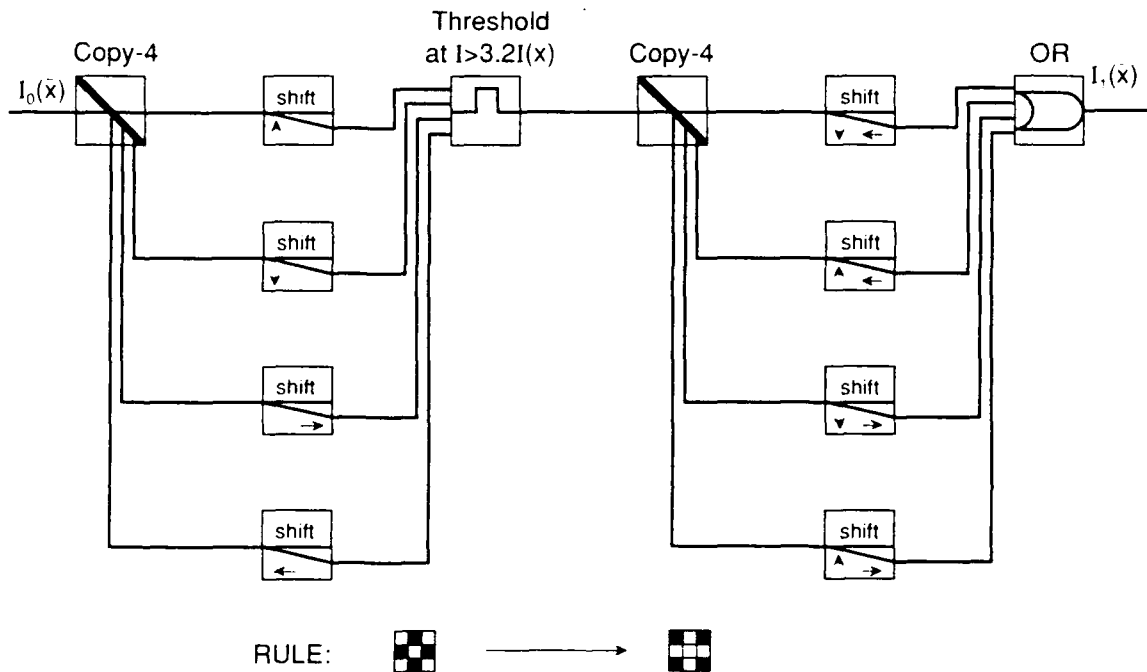 Threshold
at I>3.2I(x)
Copy-4
Copy-4
OR
I₀(x̄)
I₁(x̄)
shift
shift
shift
shift
shift
shift
shift
shift
RULE: